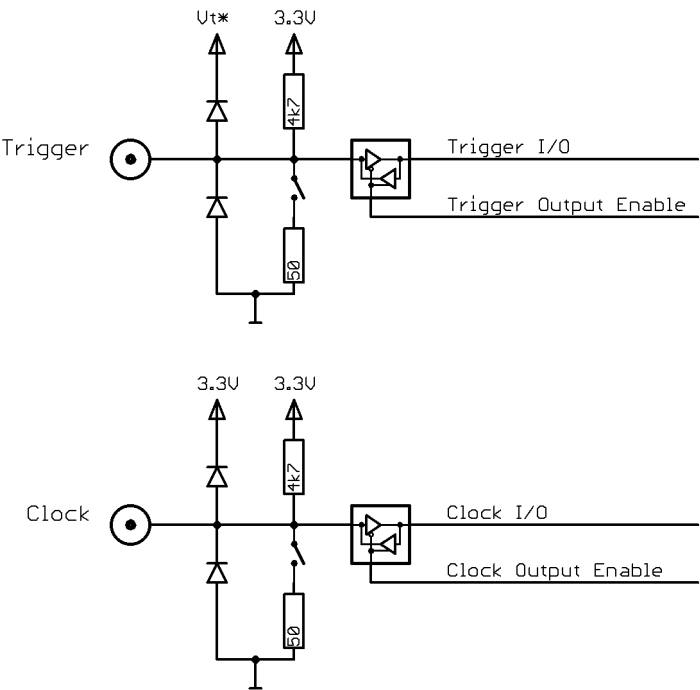 Vt* 3.3V
4k7
Trigger
Trigger I/O
Trigger Output Enable
50
3.3V 3.3V
4k7
Clock
Clock I/O
Clock Output Enable
50